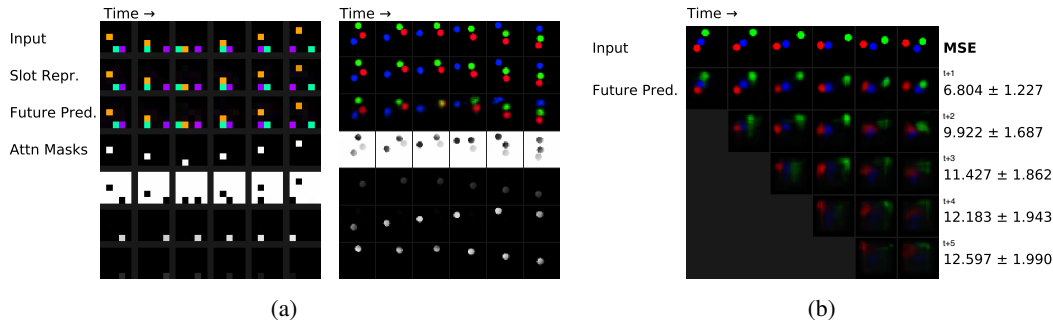 Time →
Input
Slot Repr.
Future Pred.
Attn Masks
Time →
(a)
Time →
Input
MSE
Future Pred.
t+1
6.804 ± 1.227
t+2
9.922 ± 1.687
t+3
11.427 ± 1.862
t+4
12.183 ± 1.943
t+5
12.597 ± 1.990
(b)